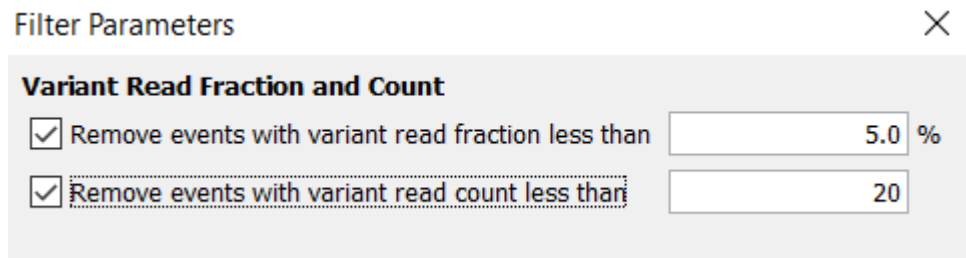 Filter Parameters
Variant Read Fraction and Count
Remove events with variant read fraction less than 5.0 %
Remove events with variant read count less than 20